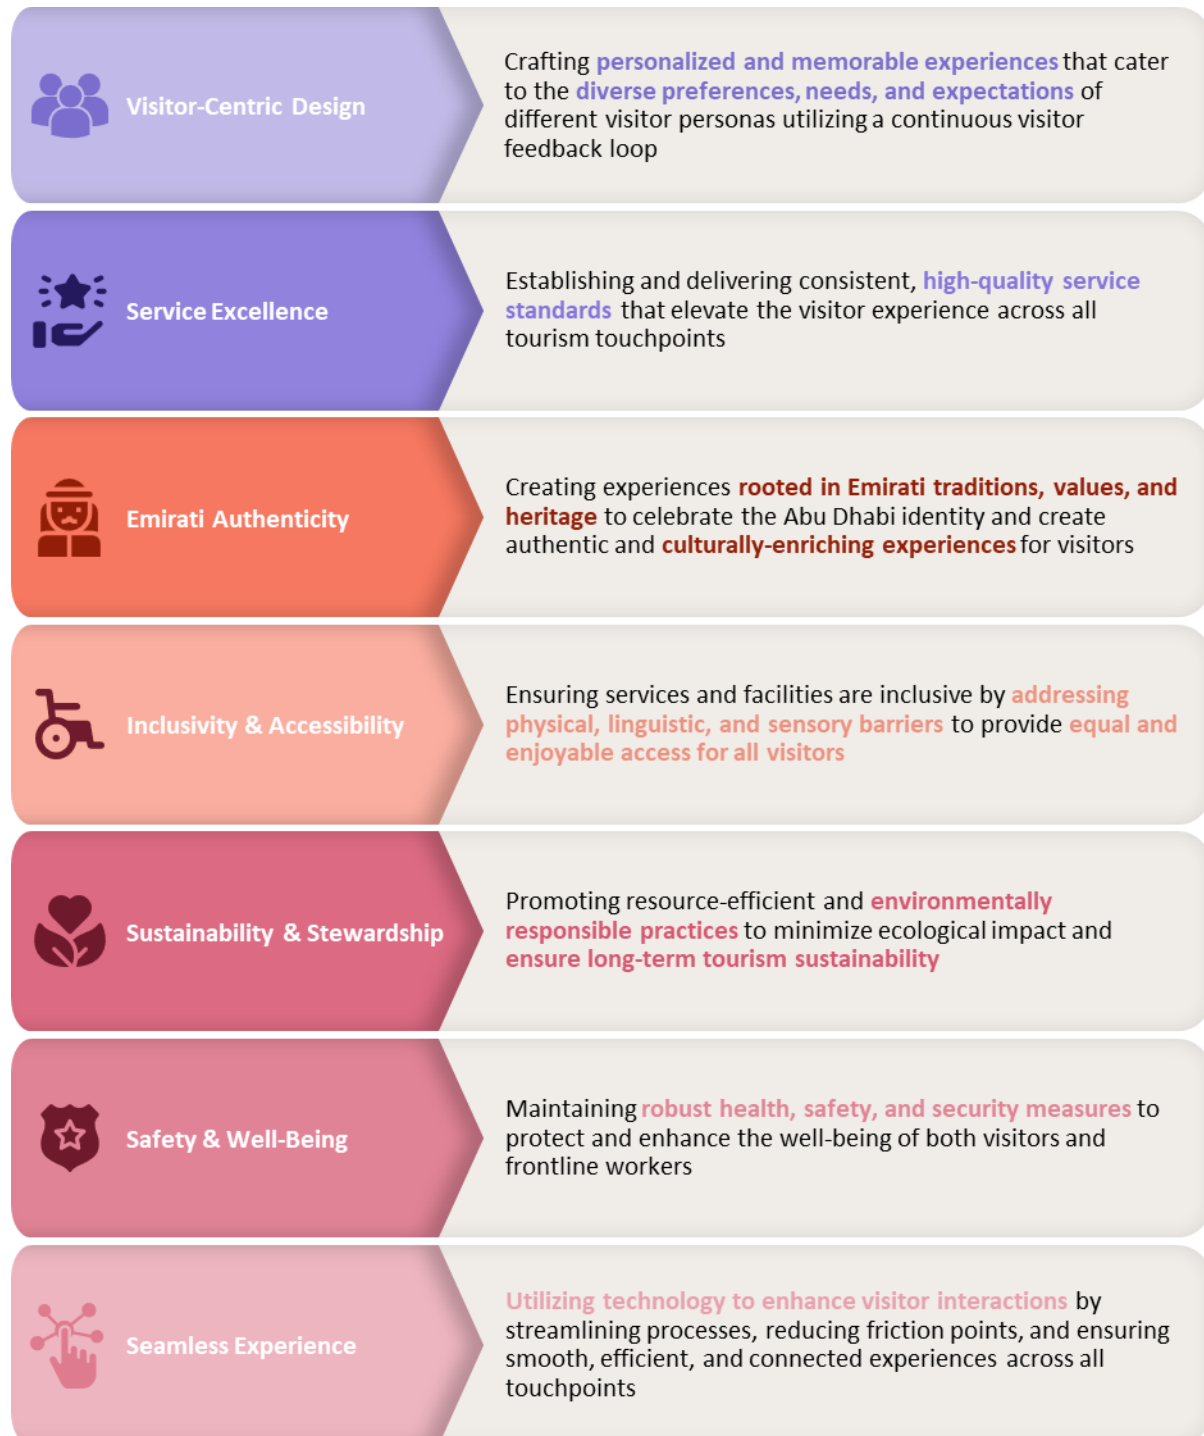 Visitor-Centric Design
Crafting personalized and memorable experiences that cater
to the diverse preferences, needs, and expectations of
different visitor personas utilizing a continuous visitor
feedback loop
Service Excellence
Establishing and delivering consistent, high-quality service
standards that elevate the visitor experience across all
tourism touchpoints
Emirati Authenticity
Creating experiences rooted in Emirati traditions, values, and
heritage to celebrate the Abu Dhabi identity and create
authentic and culturally-enriching experiences for visitors
Inclusivity & Accessibility
Ensuring services and facilities are inclusive by addressing
physical, linguistic, and sensory barriers to provide equal and
enjoyable access for all visitors
Sustainability & Stewardship
Promoting resource-efficient and environmentally
responsible practices to minimize ecological impact and
ensure long-term tourism sustainability
Safety & Well-Being
Maintaining robust health, safety, and security measures to
protect and enhance the well-being of both visitors and
frontline workers
Seamless Experience
Utilizing technology to enhance visitor interactions by
streamlining processes, reducing friction points, and ensuring
smooth, efficient, and connected experiences across all
touchpoints